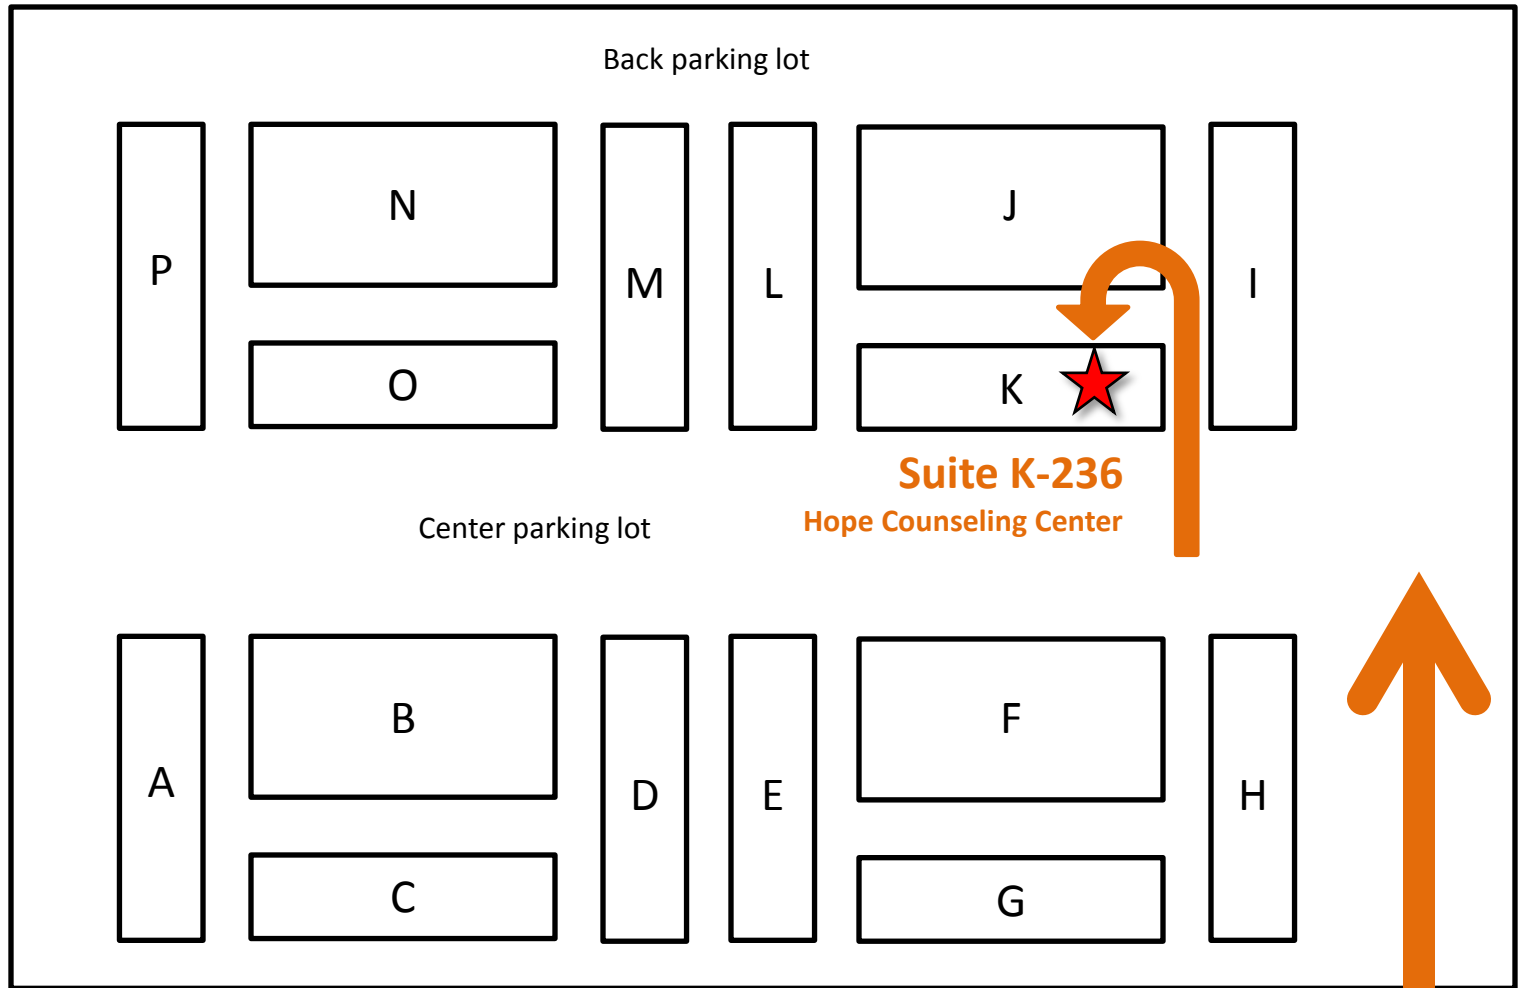 Back parking lot
N
J
P
M
L
I
O
K
Suite K-236
Hope Counseling Center
Center parking lot
B
F
A
D
E
H
C
G